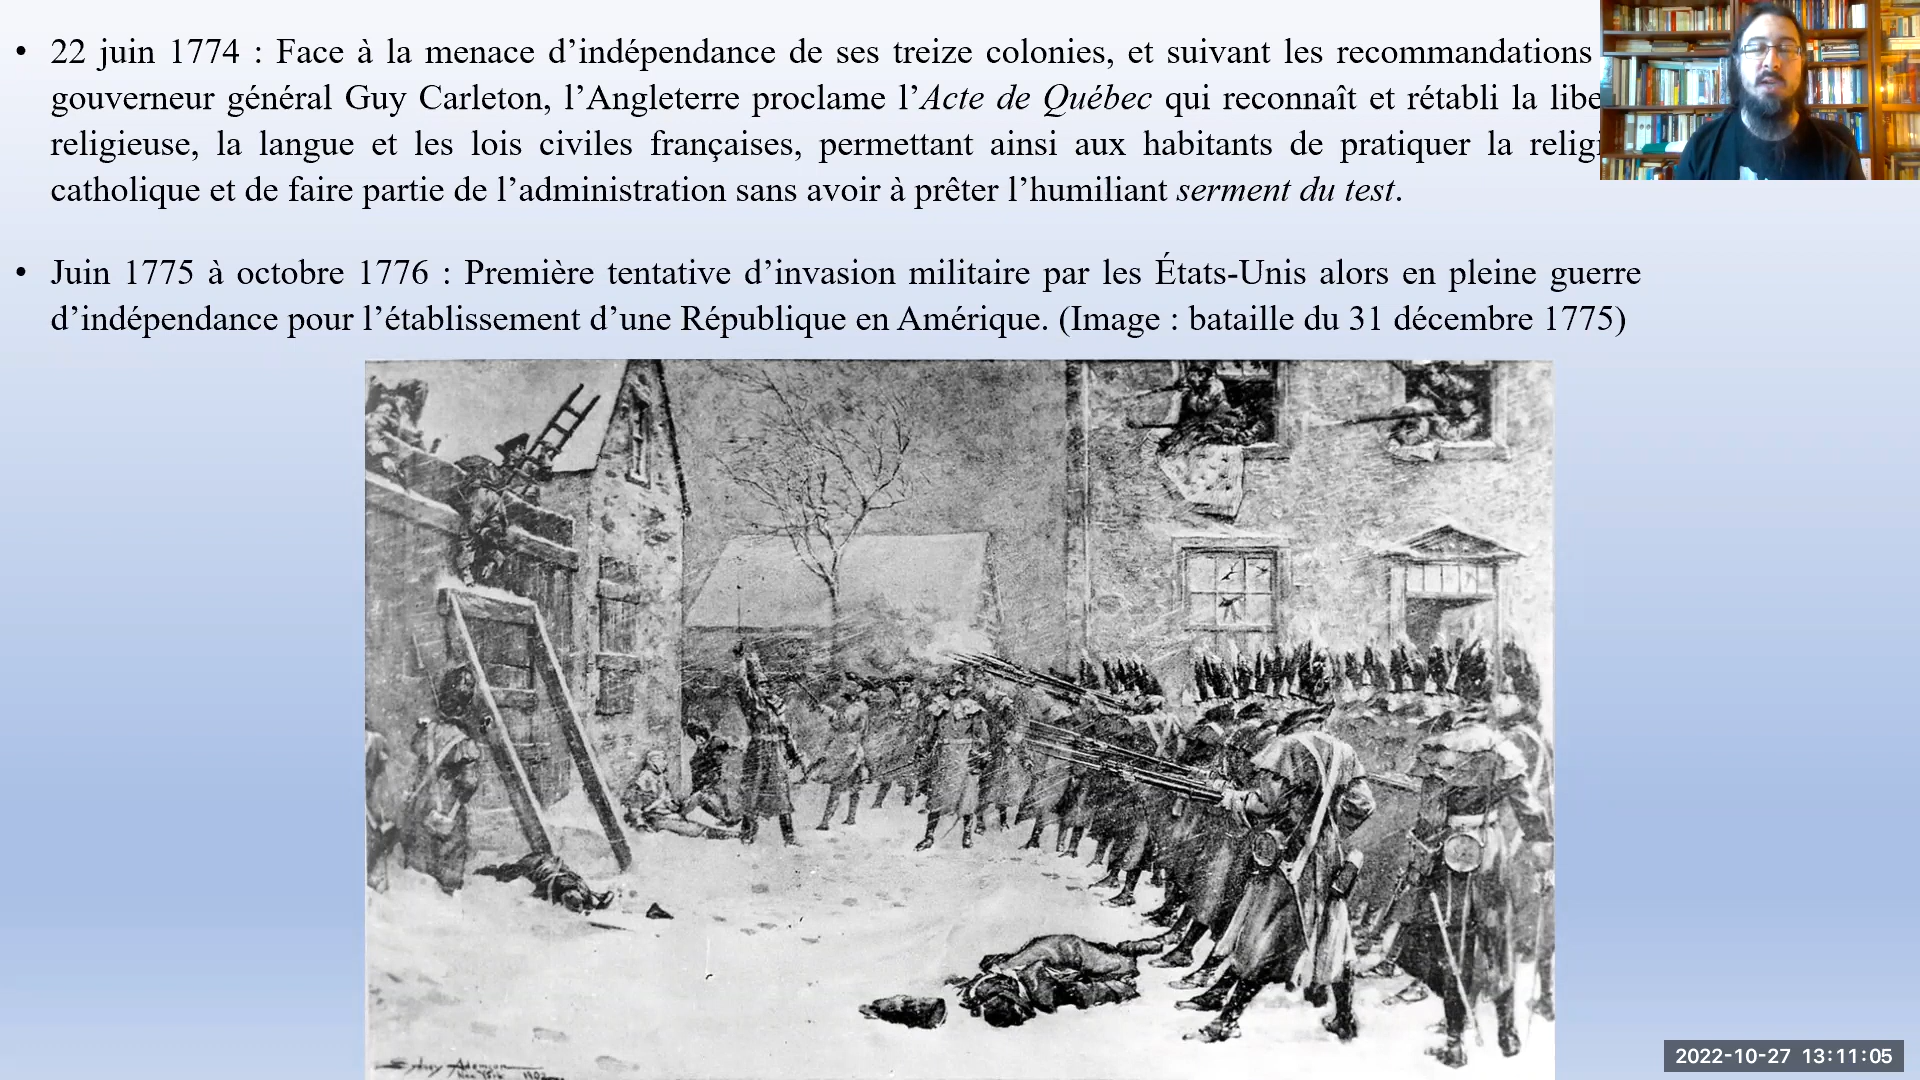 • 22 juin 1774 : Face à la menace d’indépendance de ses treize colonies, et suivant les recommandations
gouverneur général Guy Carleton, l’Angleterre proclame l’Acte de Québec qui reconnaît et rétabli la libe
religieuse, la langue et les lois civiles françaises, permettant ainsi aux habitants de pratiquer la religi
catholique et de faire partie de l’administration sans avoir à prêter l’humiliant serment du test.
• Juin 1775 à octobre 1776 : Première tentative d’invasion militaire par les États-Unis alors en pleine guerre
d’indépendance pour l’établissement d’une République en Amérique. (Image : bataille du 31 décembre 1775)
Sydney Adamson
New York 1902
2022-10-27 13:11:05